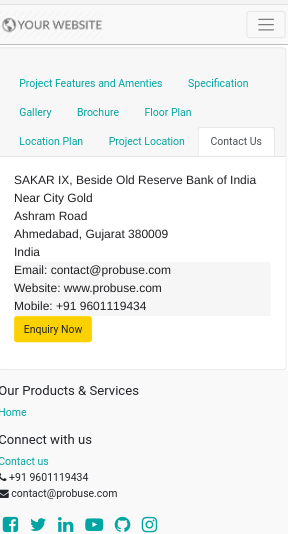 YOUR WEBSITE
Project Features and Amenties Specification
Gallery Brochure Floor Plan
Location Plan Project Location Contact Us
SAKAR IX, Beside Old Reserve Bank of India
Near City Gold
Ashram Road
Ahmedabad, Gujarat 380009
India
Email: contact@probuse.com
Website: www.probuse.com
Mobile: +91 9601119434
Enquiry Now
Our Products & Services
Home
Connect with us
Contact us
+91 9601119434
contact@probuse.com